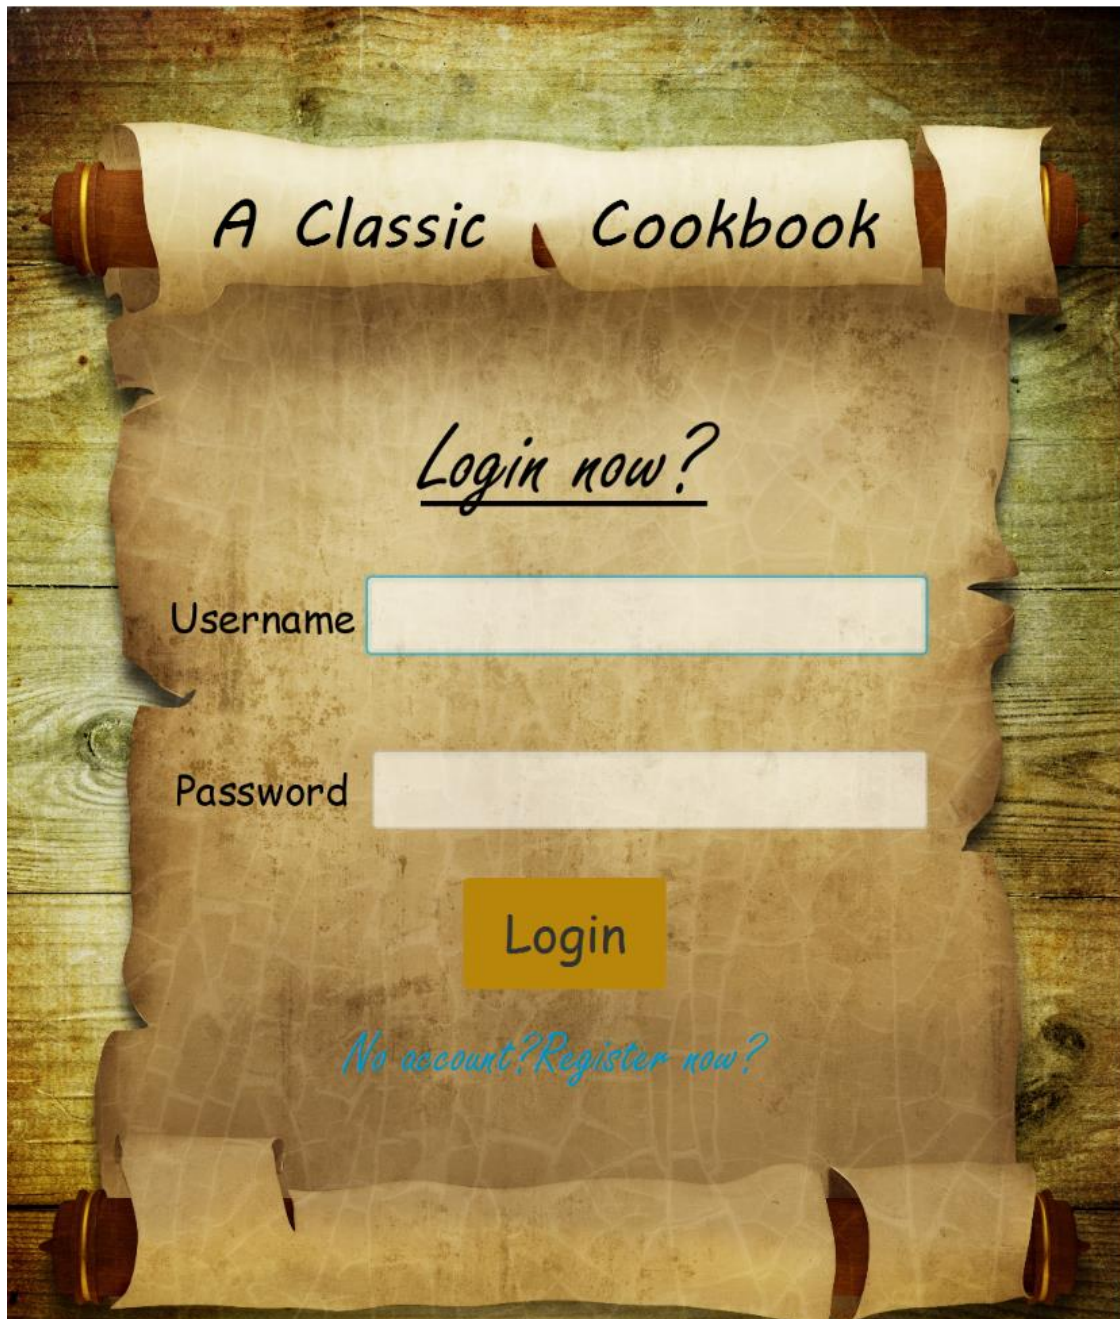 A Classic Cookbook
Login now?
Username
Password
Login
No account?Register now?